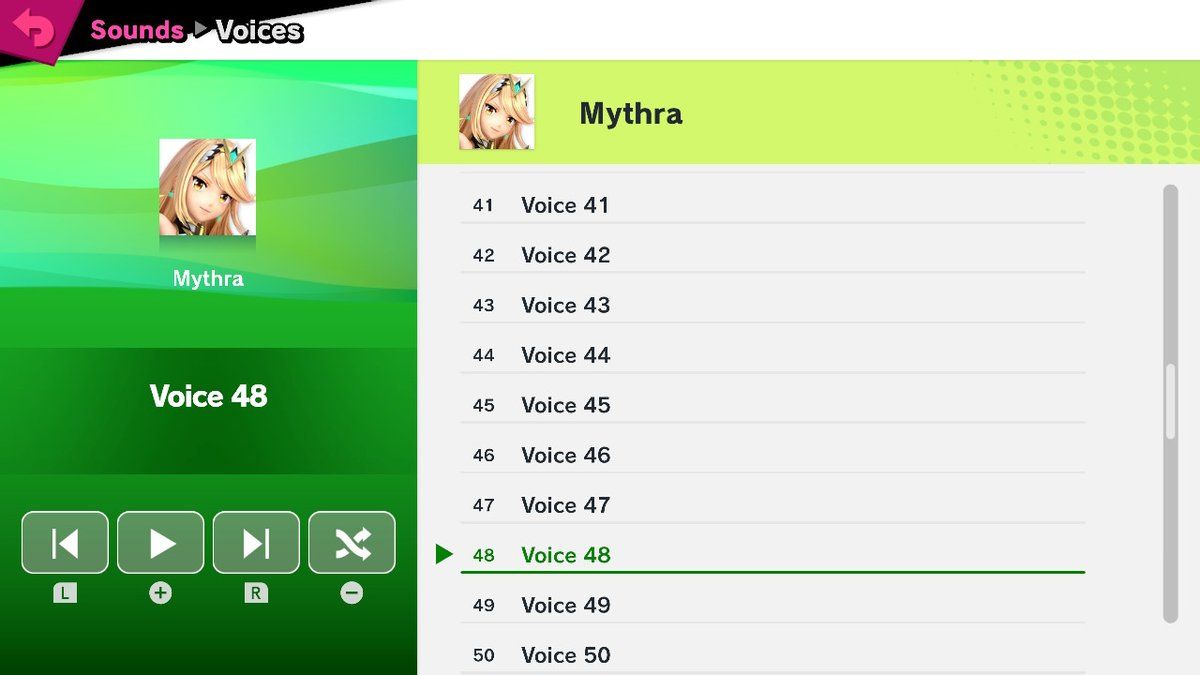 Sounds ▶ Voices
Mythra
Voice 48
L + R −
Mythra
41 Voice 41
42 Voice 42
43 Voice 43
44 Voice 44
45 Voice 45
46 Voice 46
47 Voice 47
48 Voice 48
49 Voice 49
50 Voice 50